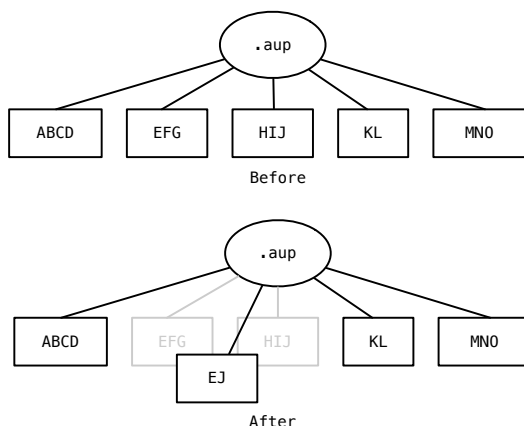 .aup
ABCD EFG HIJ KL MNO
Before
.aup
ABCD EFG HIJ KL MNO
EJ
After